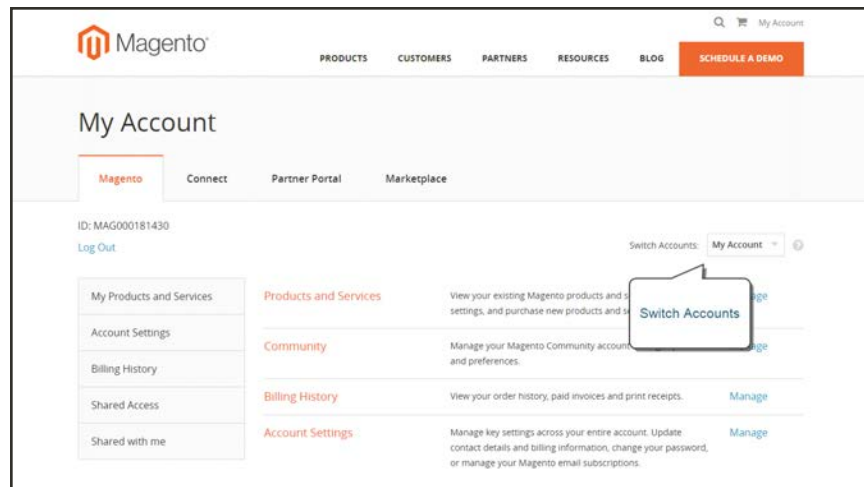 My Account
Magento
PRODUCTS CUSTOMERS PARTNERS RESOURCES BLOG SCHEDULE A DEMO
My Account
Magento Connect Partner Portal Marketplace
ID: MAG000181430
Log Out
Switch Accounts: My Account
Switch Accounts
My Products and Services
Account Settings
Billing History
Shared Access
Shared with me
Products and Services
View your existing Magento products and
settings, and purchase new products and
Community
Manage your Magento Community account
and preferences.
Billing History
View your order history, paid invoices and print receipts.
Manage
Account Settings
Manage key settings across your entire account. Update
contact details and billing information, change your password,
or manage your Magento email subscriptions.
Manage